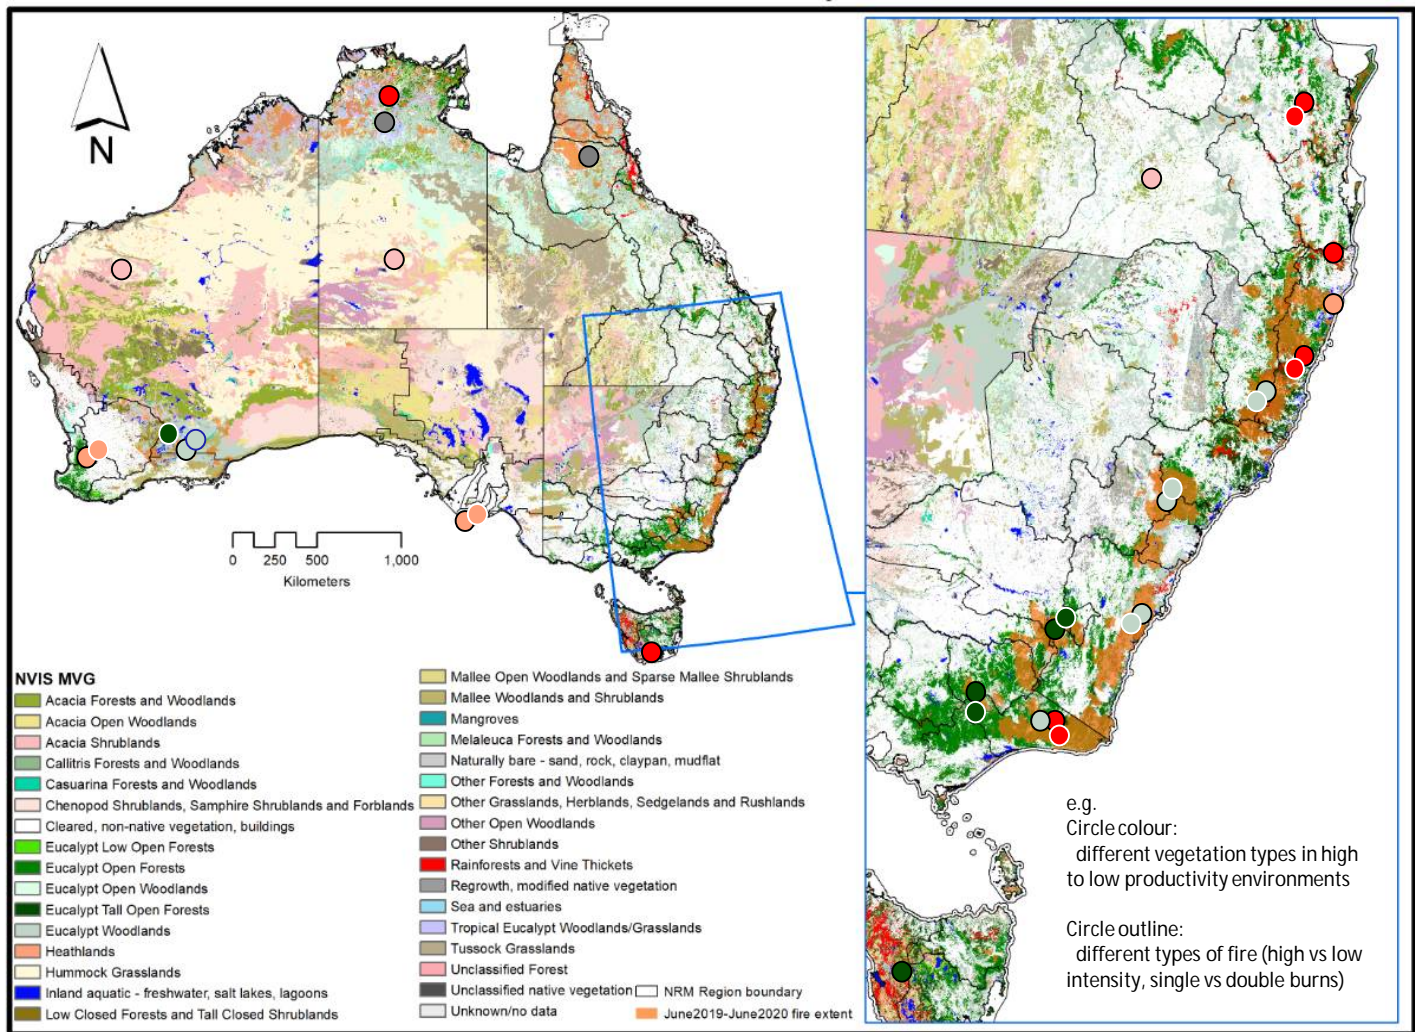 N
0 250 500 1,000
Kilometers
NVIS MVG
Acacia Forests and Woodlands
Acacia Open Woodlands
Acacia Shrublands
Callitris Forests and Woodlands
Casuarina Forests and Woodlands
Chenopod Shrublands, Samphire Shrublands and Forblands
Cleared, non-native vegetation, buildings
Eucalypt Low Open Forests
Eucalypt Open Forests
Eucalypt Open Woodlands
Eucalypt Tall Open Forests
Eucalypt Woodlands
Heathlands
Hummock Grasslands
Inland aquatic - freshwater, salt lakes, lagoons
Low Closed Forests and Tall Closed Shrublands
Mallee Open Woodlands and Sparse Mallee Shrublands
Mallee Woodlands and Shrublands
Mangroves
Melaleuca Forests and Woodlands
Naturally bare - sand, rock, claypan, mudflat
Other Forests and Woodlands
Other Grasslands, Herblands, Sedgelands and Rushlands
Other Open Woodlands
Other Shrublands
Rainforests and Vine Thickets
Regrowth, modified native vegetation
Sea and estuaries
Tropical Eucalypt Woodlands/Grasslands
Tussock Grasslands
Unclassified Forest
Unclassified native vegetation
Unknown/no data
NRM Region boundary
June2019-June2020 fire extent
e.g.
Circle colour:
different vegetation types in high
to low productivity environments
Circle outline:
different types of fire (high vs low
intensity, single vs double burns)